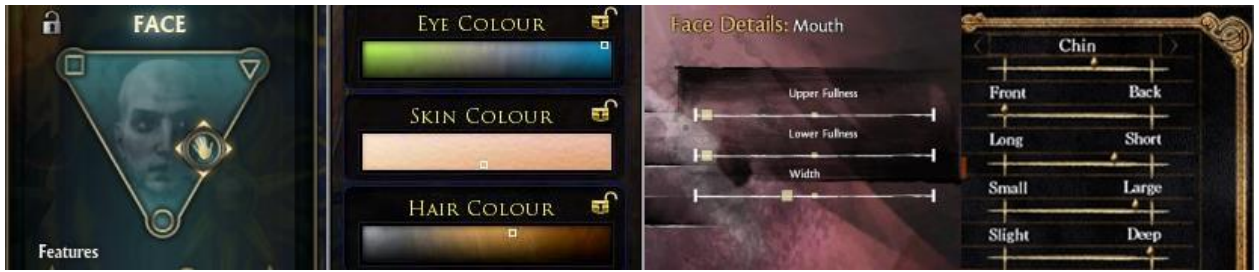 FACE
Features
EYE COLOUR
SKIN COLOUR
HAIR COLOUR
Face Details: Mouth
Upper Fullness
Lower Fullness
Width
Chin
Front Back
Long Short
Small Large
Slight Deep